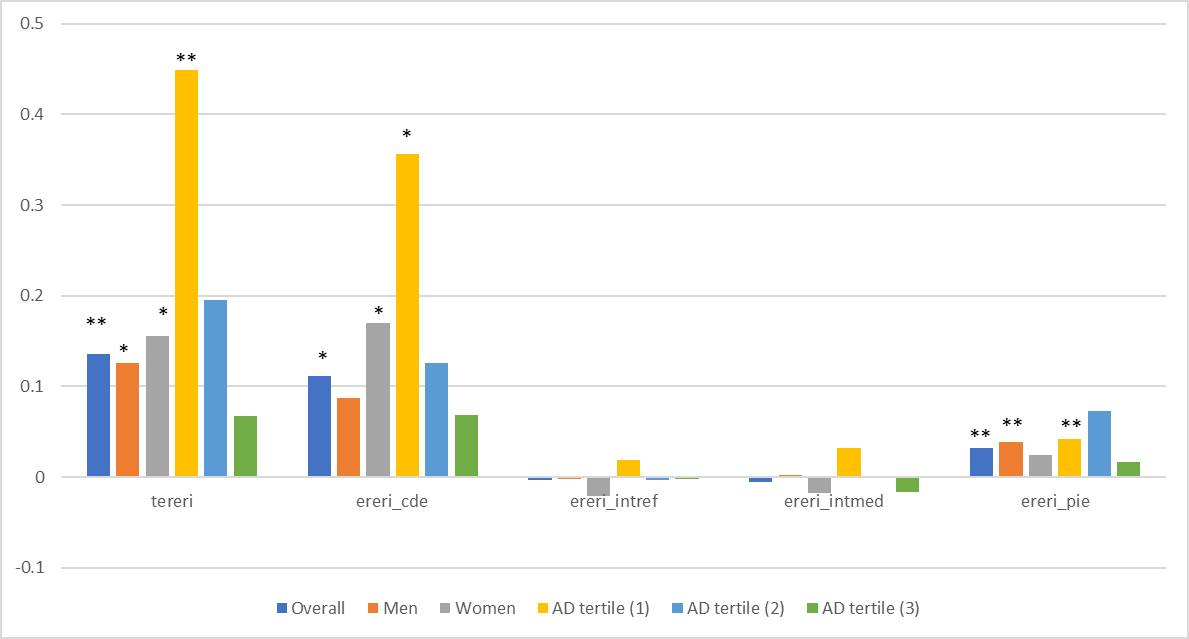 0.5
**
0.4
*
0.3
0.2
** * * * *
0.1
** ** **
0
tereri ereri_cde ereri_intref ereri_intmed ereri_pie
-0.1
Overall Men Women AD tertile (1) AD tertile (2) AD tertile (3)